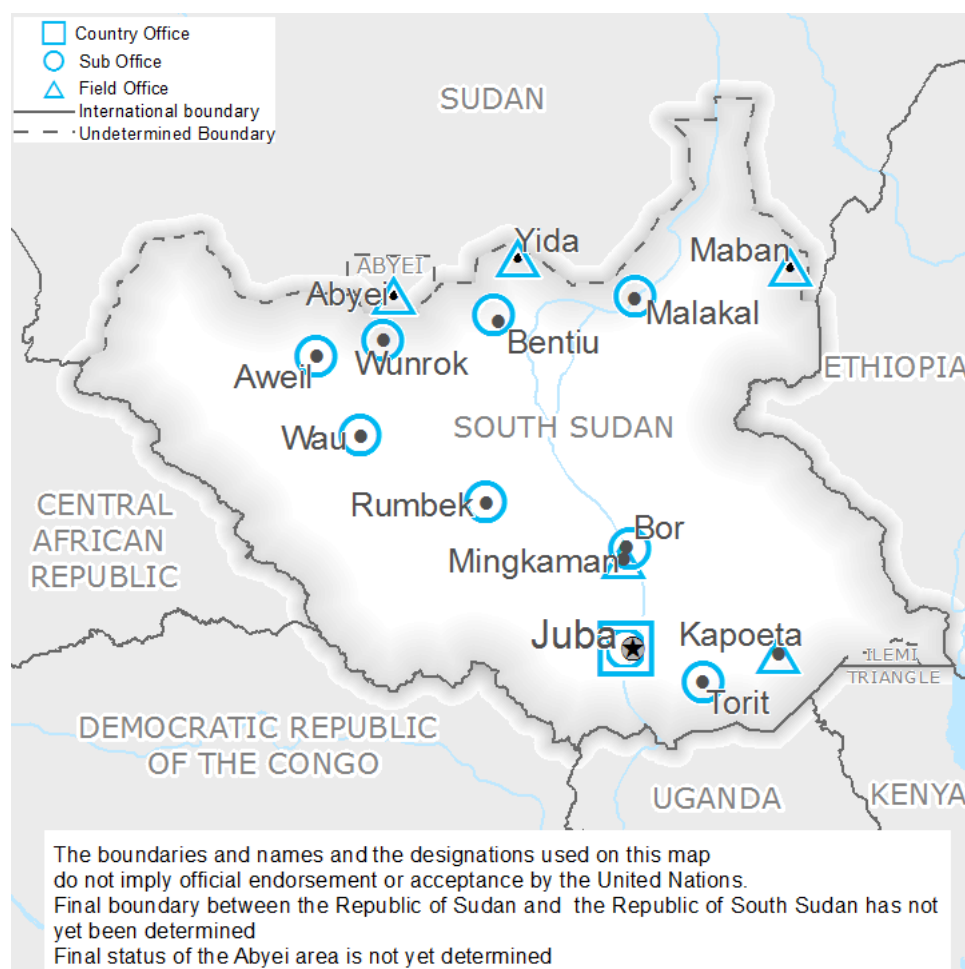 Country Office
Sub Office
Field Office
International boundary
Undetermined Boundary
SUDAN
Yida
Maban
ABYEI
Abyei
Malakal
Bentiu
Wunrok
Aweil
ETHIOPIA
SOUTH SUDAN
Wau
Rumbek
CENTRAL
AFRICAN
REPUBLIC
Bor
Mingkaman
Juba
Kapoeta
ILEMI
TRIANGLE
Torit
DEMOCRATIC REPUBLIC
OF THE CONGO
UGANDA
KENYA
The boundaries and names and the designations used on this map
do not imply official endorsement or acceptance by the United Nations.
Final boundary between the Republic of Sudan and the Republic of South Sudan has not
yet been determined
Final status of the Abyei area is not yet determined